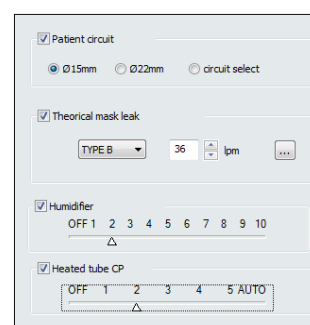 Patient circuit
Ø15mm Ø22mm circuit select
Theorical mask leak
TYPE B 36 lpm ...
Humidifier
OFF 1 2 3 4 5 6 7 8 9 10
Heated tube CP
OFF 1 2 3 4 5 AUTO